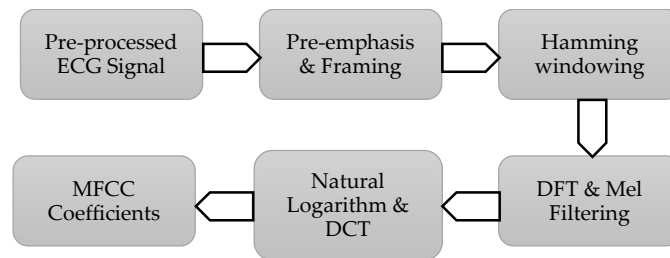 Pre-processed
ECG Signal
Pre-emphasis
& Framing
Hamming
windowing
DFT & Mel
Filtering
Natural
Logarithm &
DCT
MFCC
Coefficients